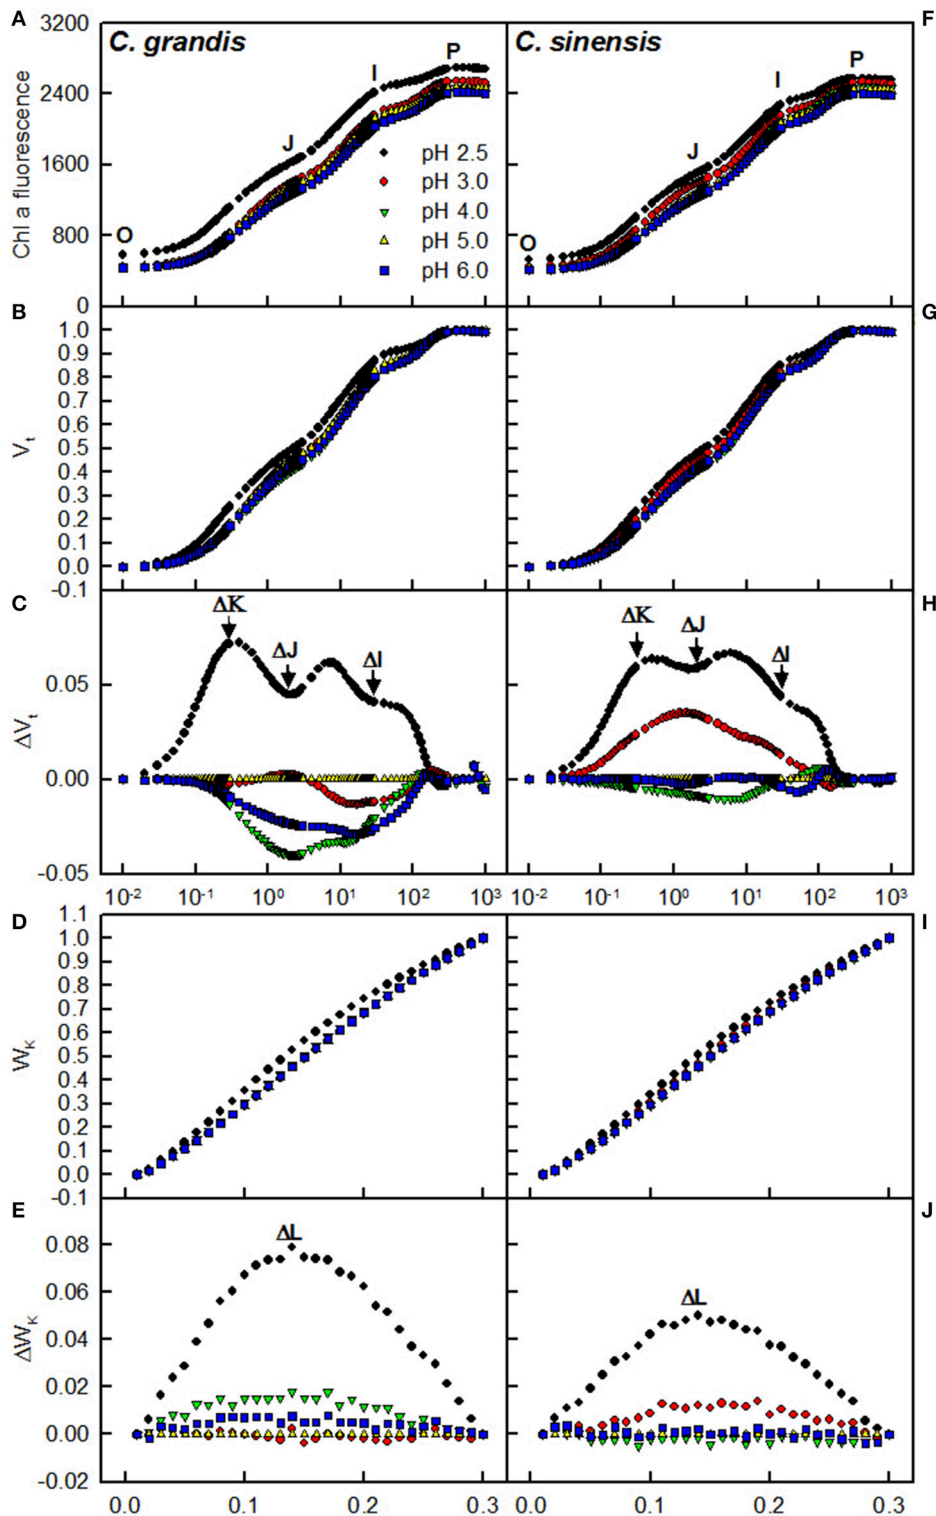 A
F
3200
2400
1600
800
0
Chl a fluorescence
C. grandis
O
J
I
P
pH 2.5
pH 3.0
pH 4.0
pH 5.0
pH 6.0
C. sinensis
O
J
I
P
B
G
1.0
0.9
0.8
0.7
0.6
0.5
0.4
0.3
0.2
0.1
0.0
-0.1
Vt
C
H
0.05
0.00
-0.05
ΔVt
ΔK
ΔJ
ΔI
ΔK
ΔJ
ΔI
10-2 10-1 100 101 102 103
10-2 10-1 100 101 102 103
D
I
1.1
1.0
0.9
0.8
0.7
0.6
0.5
0.4
0.3
0.2
0.1
0.0
-0.1
WK
E
J
0.08
0.06
0.04
0.02
0.00
-0.02
ΔWK
ΔL
ΔL
0.0 0.1 0.2 0.3
0.0 0.1 0.2 0.3